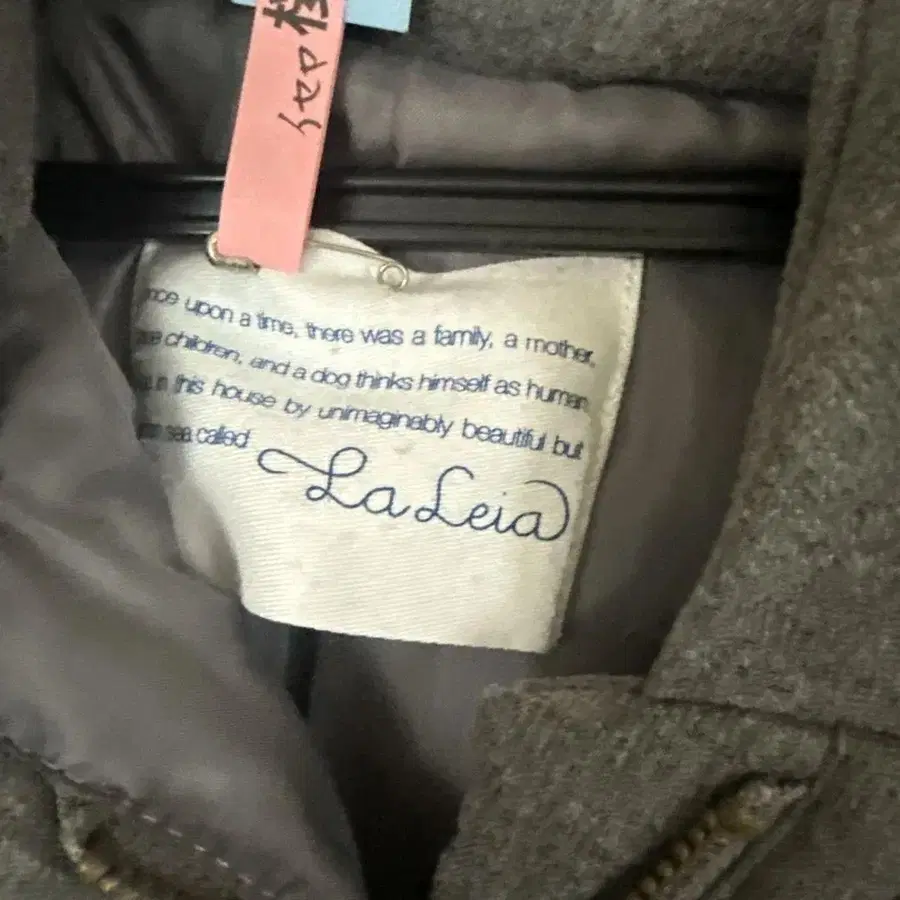 upon a time, there was a family, a mother,
children, and a dog thinks himself as human
in this house by unimaginably beautiful but
sea called
La Leia